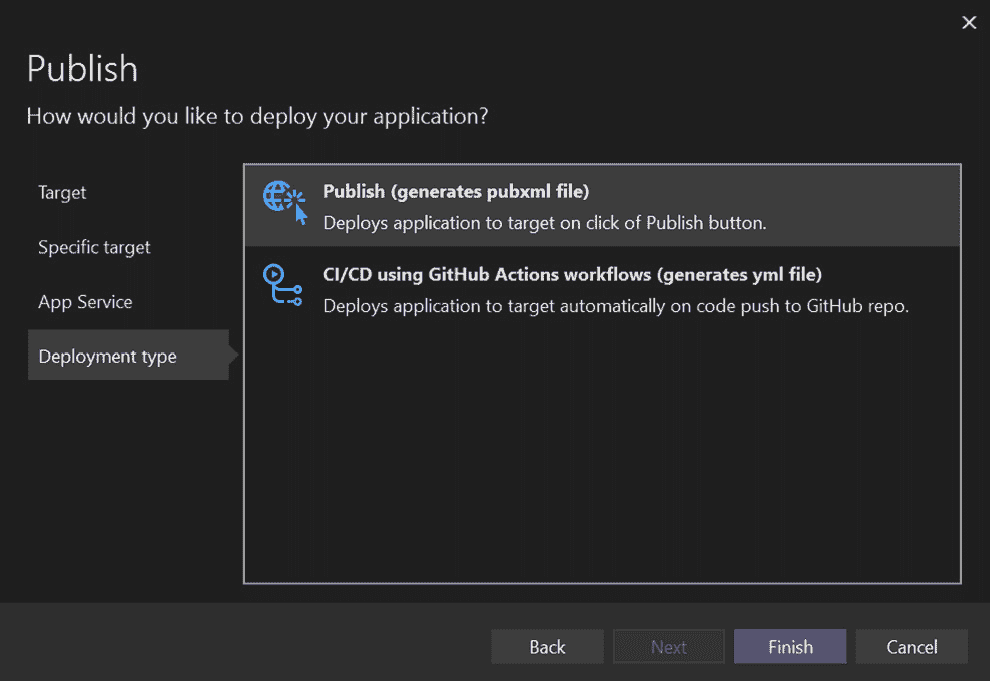 Publish
How would you like to deploy your application?
Target
Specific target
App Service
Deployment type
Publish (generates pubxml file)
Deploys application to target on click of Publish button.
CI/CD using GitHub Actions workflows (generates yml file)
Deploys application to target automatically on code push to GitHub repo.
Back
Next
Finish
Cancel